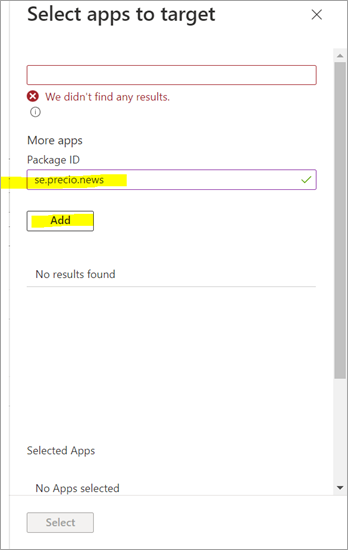 Select apps to target
We didn't find any results.
More apps
Package ID
se.precio.news
Add
No results found
Selected Apps
No Apps selected
Select